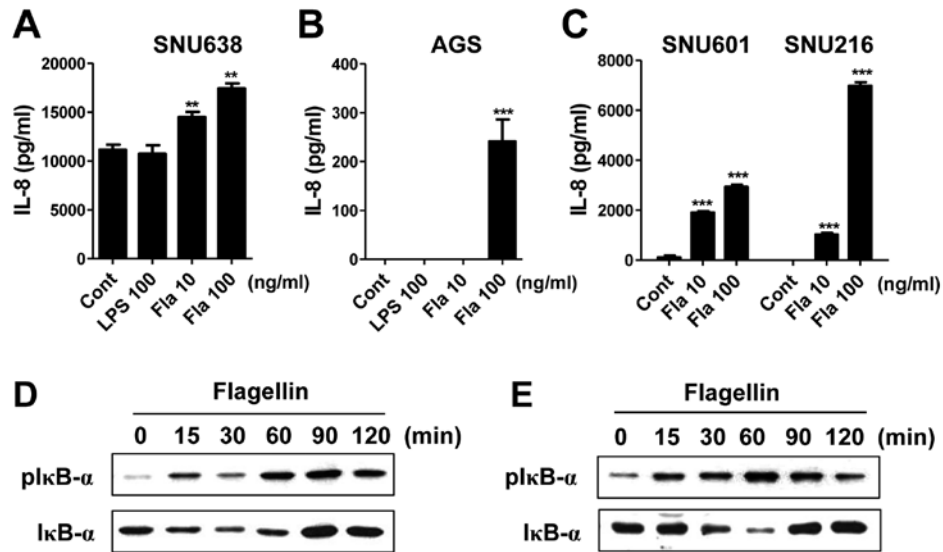 A
SNU638
IL-8 (pg/ml)
20000
15000
10000
5000
0
**
**
Cont
LPS 100
Fla 10
Fla 100
(ng/ml)
B
AGS
IL-8 (pg/ml)
400
300
200
100
0
***
Cont
LPS 100
Fla 10
Fla 100
(ng/ml)
C
SNU601
SNU216
IL-8 (pg/ml)
8000
6000
4000
2000
0
***
***
***
***
Cont
Fla 10
Fla 100
Cont
Fla 10
Fla 100
(ng/ml)
D
Flagellin
0 15 30 60 90 120 (min)
pIκB-α
IκB-α
E
Flagellin
0 15 30 60 90 120 (min)
pIκB-α
IκB-α